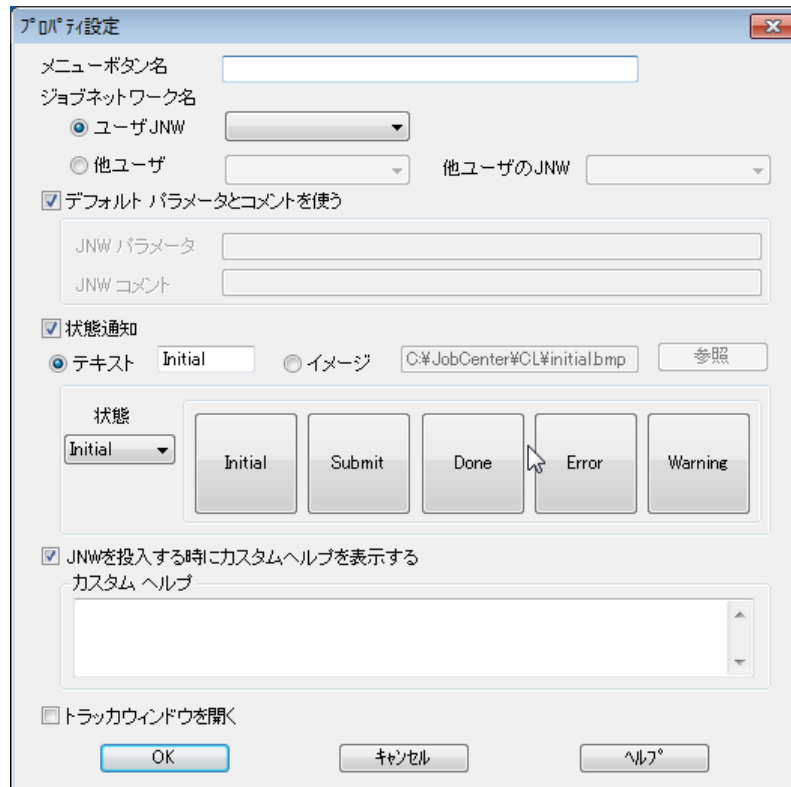 ﾌﾟﾛﾊﾟﾃｨ設定
メニューボタン名
ジョブネットワーク名
ユーザJNW
他ユーザ 他ユーザのJNW
デフォルト パラメータとコメントを使う
JNW パラメータ
JNW コメント
状態通知
テキスト Initial イメージ C:¥JobCenter¥CL¥initial.bmp 参照
状態
Initial Initial Submit Done Error Warning
JNWを投入する時にカスタムヘルプを表示する
カスタム ヘルプ
トラッカウィンドウを開く
OK ｷｬﾝｾﾙ ﾍﾙﾌﾟ